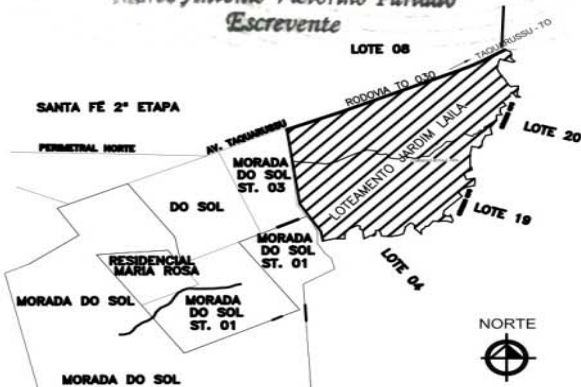 Escrevente
LOTE 08
TAQUARUSSU-TO
RODOVIA TO 030
SANTA FÉ 2ª ETAPA
AV. TAQUARUSSU
PERIMETRAL NORTE
LOTE 20
MORADA
DO SOL
ST. 03
LOTEAMENTO JARDIM LAILA
DO SOL
LOTE 19
MORADA
DO SOL
ST. 01
RESIDENCIAL
MARIA ROSA
LOTE 04
MORADA DO SOL
MORADA
DO SOL
ST. 01
NORTE
MORADA DO SOL